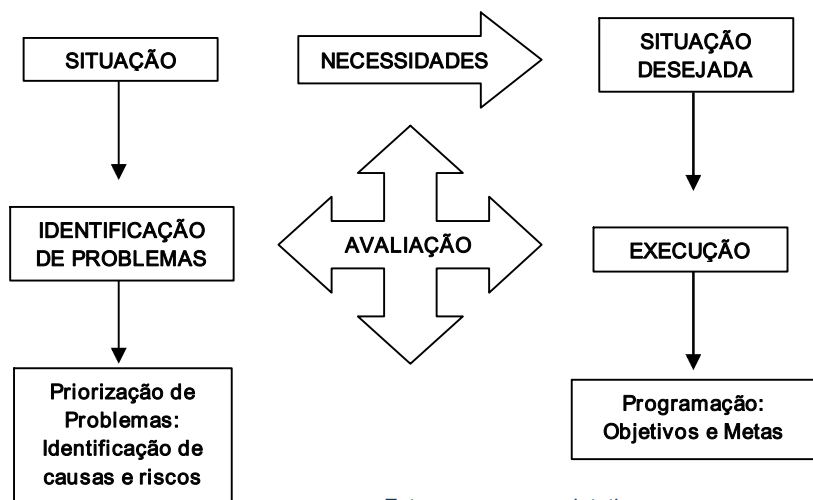 SITUAÇÃO
NECESSIDADES
SITUAÇÃO
DESEJADA
IDENTIFICAÇÃO
DE PROBLEMAS
AVALIAÇÃO
EXECUÇÃO
Priorização de
Problemas:
Identificação de
causas e riscos
Programação:
Objetivos e Metas